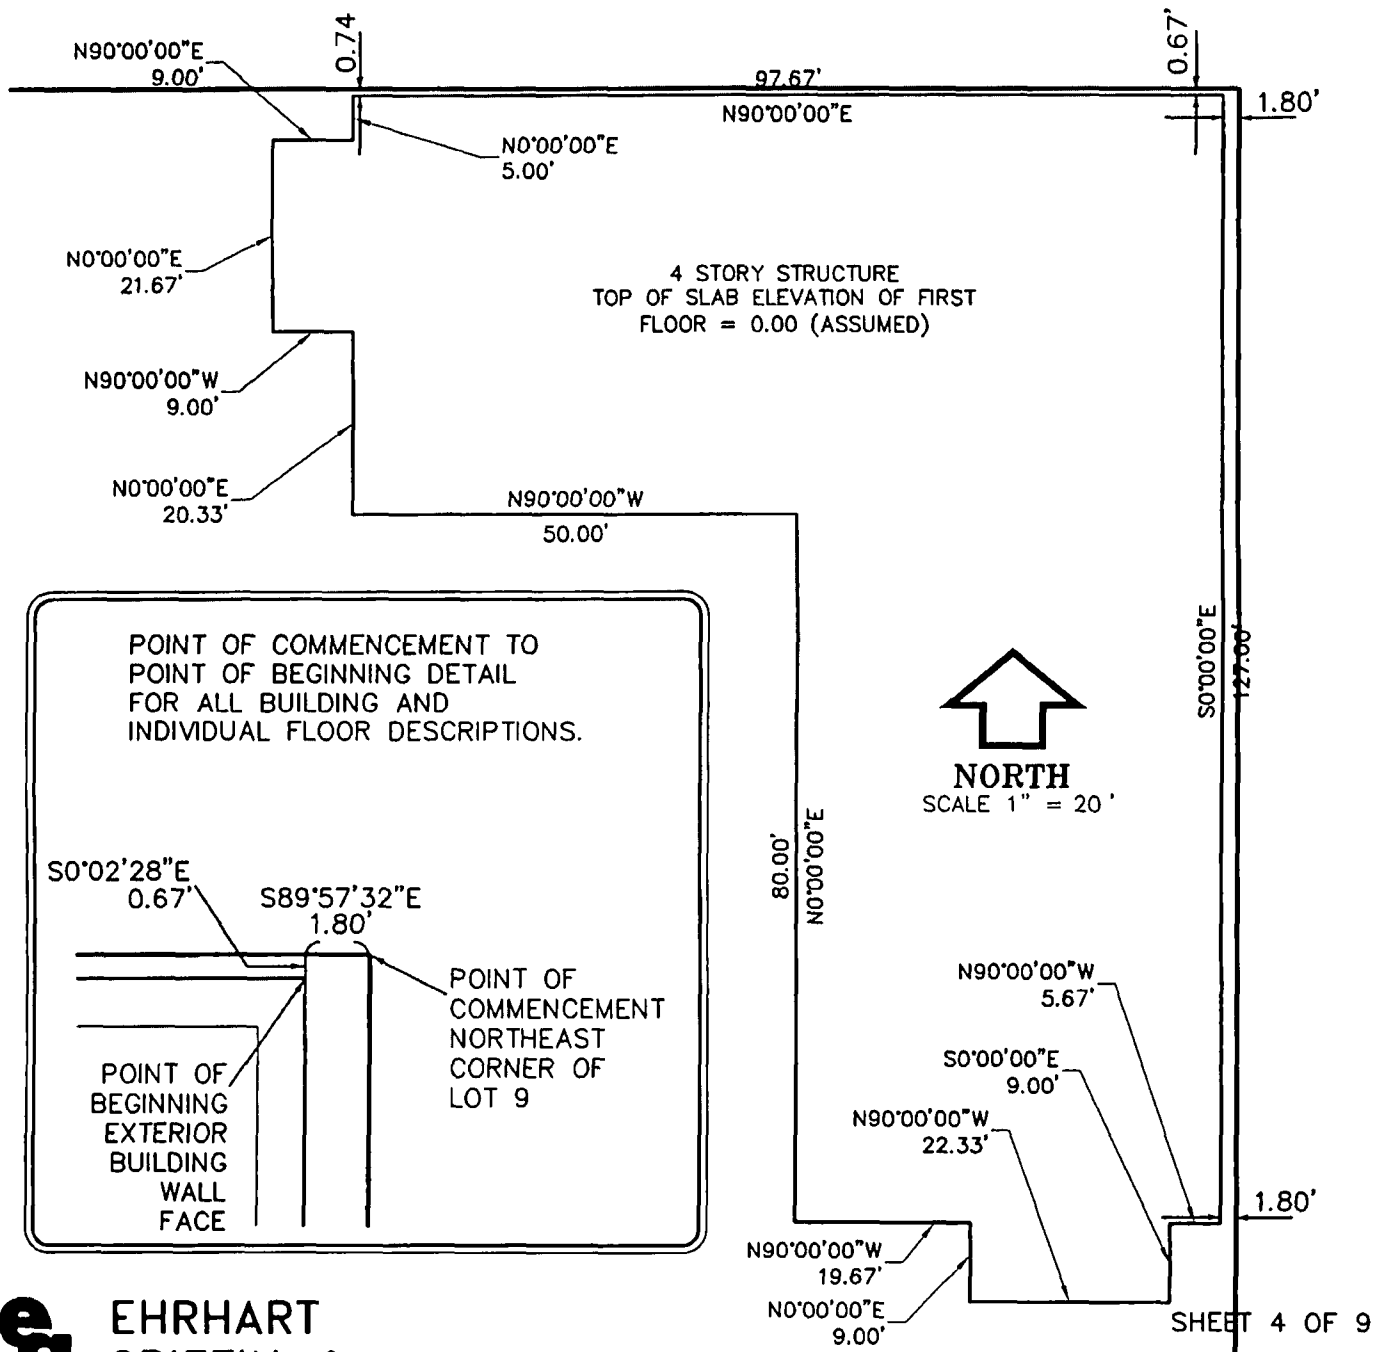 0.74
0.67'
N90°00'00"E
9.00'
97.67'
N90°00'00"E
1.80'
N0°00'00"E
5.00'
N0°00'00"E
21.67'
4 STORY STRUCTURE
TOP OF SLAB ELEVATION OF FIRST
FLOOR = 0.00 (ASSUMED)
N90°00'00"W
9.00'
N0°00'00"E
20.33'
N90°00'00"W
50.00'
S0°00'00"E
127.00'
POINT OF COMMENCEMENT TO
POINT OF BEGINNING DETAIL
FOR ALL BUILDING AND
INDIVIDUAL FLOOR DESCRIPTIONS.
NORTH
SCALE 1" = 20'
80.00'
N0°00'00"E
S0°02'28"E
0.67'
S89°57'32"E
1.80'
POINT OF
COMMENCEMENT
NORTHEAST
CORNER OF
LOT 9
POINT OF
BEGINNING
EXTERIOR
BUILDING
WALL
FACE
N90°00'00"W
5.67'
S0°00'00"E
9.00'
N90°00'00"W
22.33'
1.80'
N90°00'00"W
19.67'
N0°00'00"E
9.00'
SHEET 4 OF 9
EHRHART